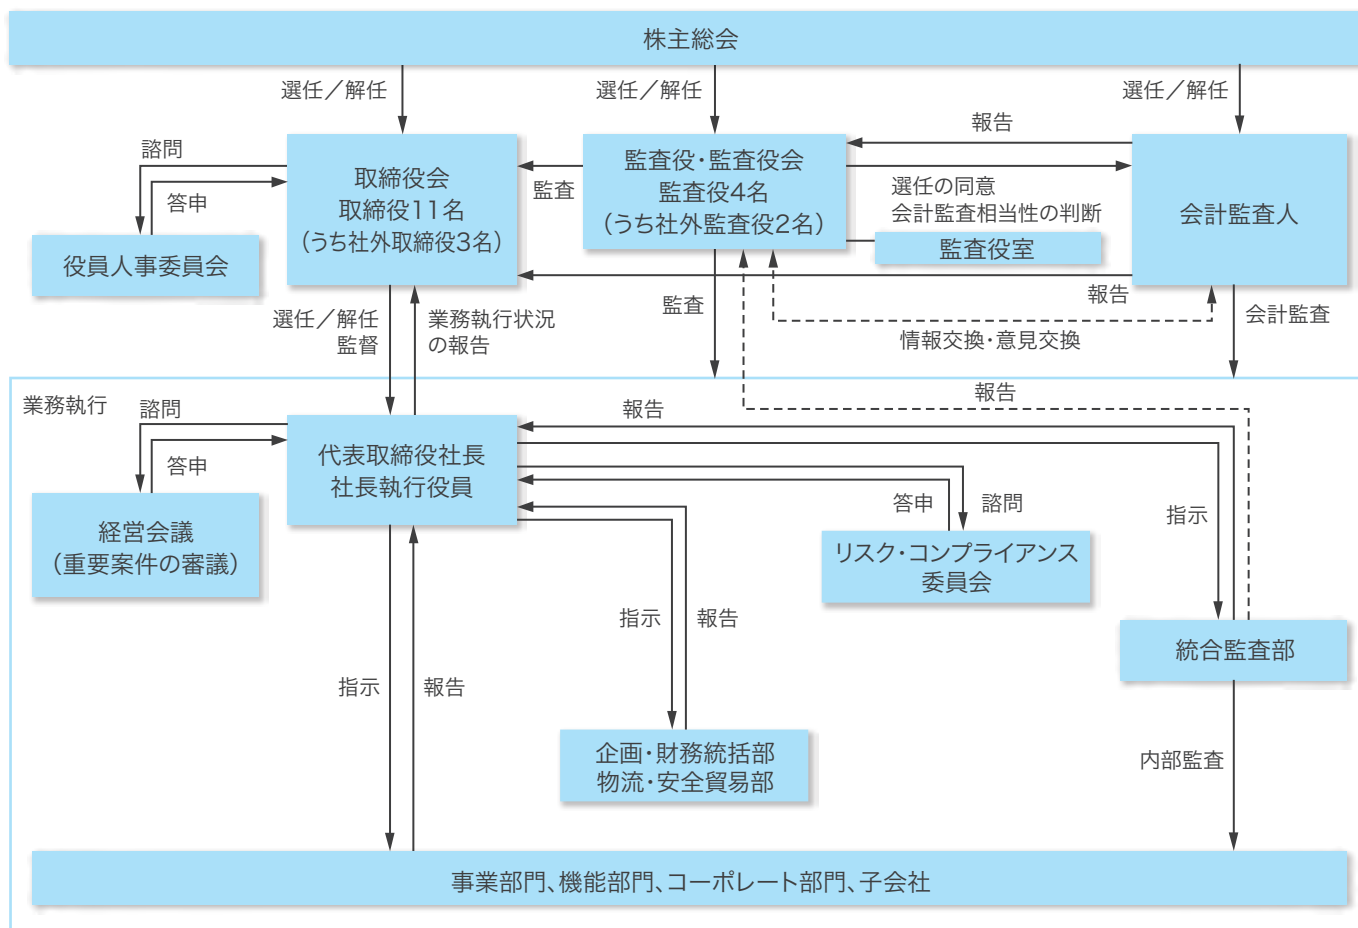 株主総会
選任／解任
選任／解任
選任／解任
報告
諮問
答申
取締役会
取締役11名
（うち社外取締役3名）
監査
監査役・監査役会
監査役4名
（うち社外監査役2名）
選任の同意
会計監査相当性の判断
会計監査人
役員人事委員会
監査役室
報告
選任／解任
監督
業務執行状況
の報告
監査
情報交換・意見交換
会計監査
業務執行
報告
報告
諮問
答申
代表取締役社長
社長執行役員
経営会議
（重要案件の審議）
答申
諮問
指示
リスク・コンプライアンス
委員会
指示
報告
統合監査部
指示
報告
企画・財務統括部
物流・安全貿易部
内部監査
事業部門、機能部門、コーポレート部門、子会社